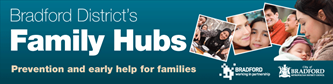 Bradford District's
Family Hubs
Prevention and early help for families
BRADFORD
working in partnership
City of
BRADFORD